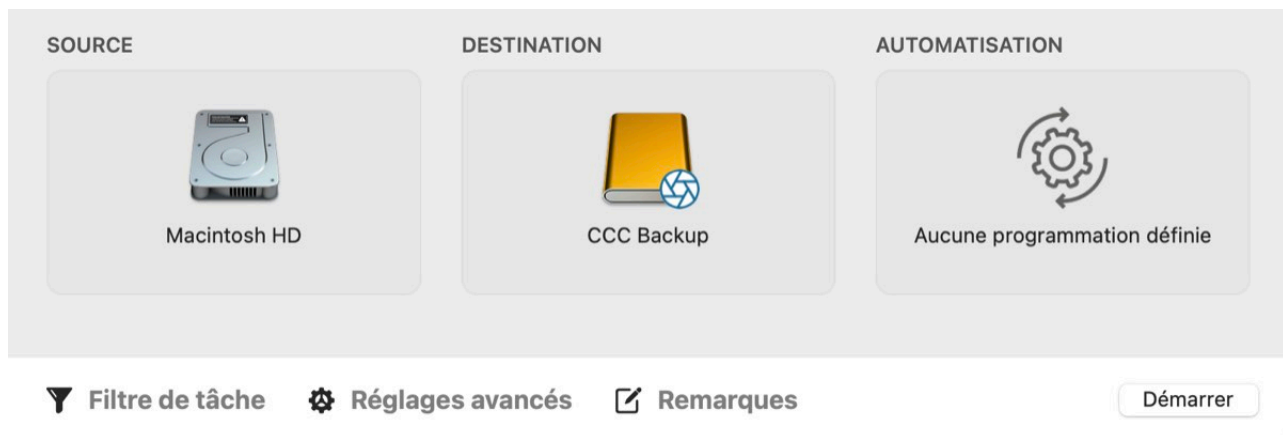 SOURCE
DESTINATION
AUTOMATISATION
Macintosh HD
CCC Backup
Aucune programmation définie
Filtre de tâche
Réglages avancés
Remarques
Démarrer